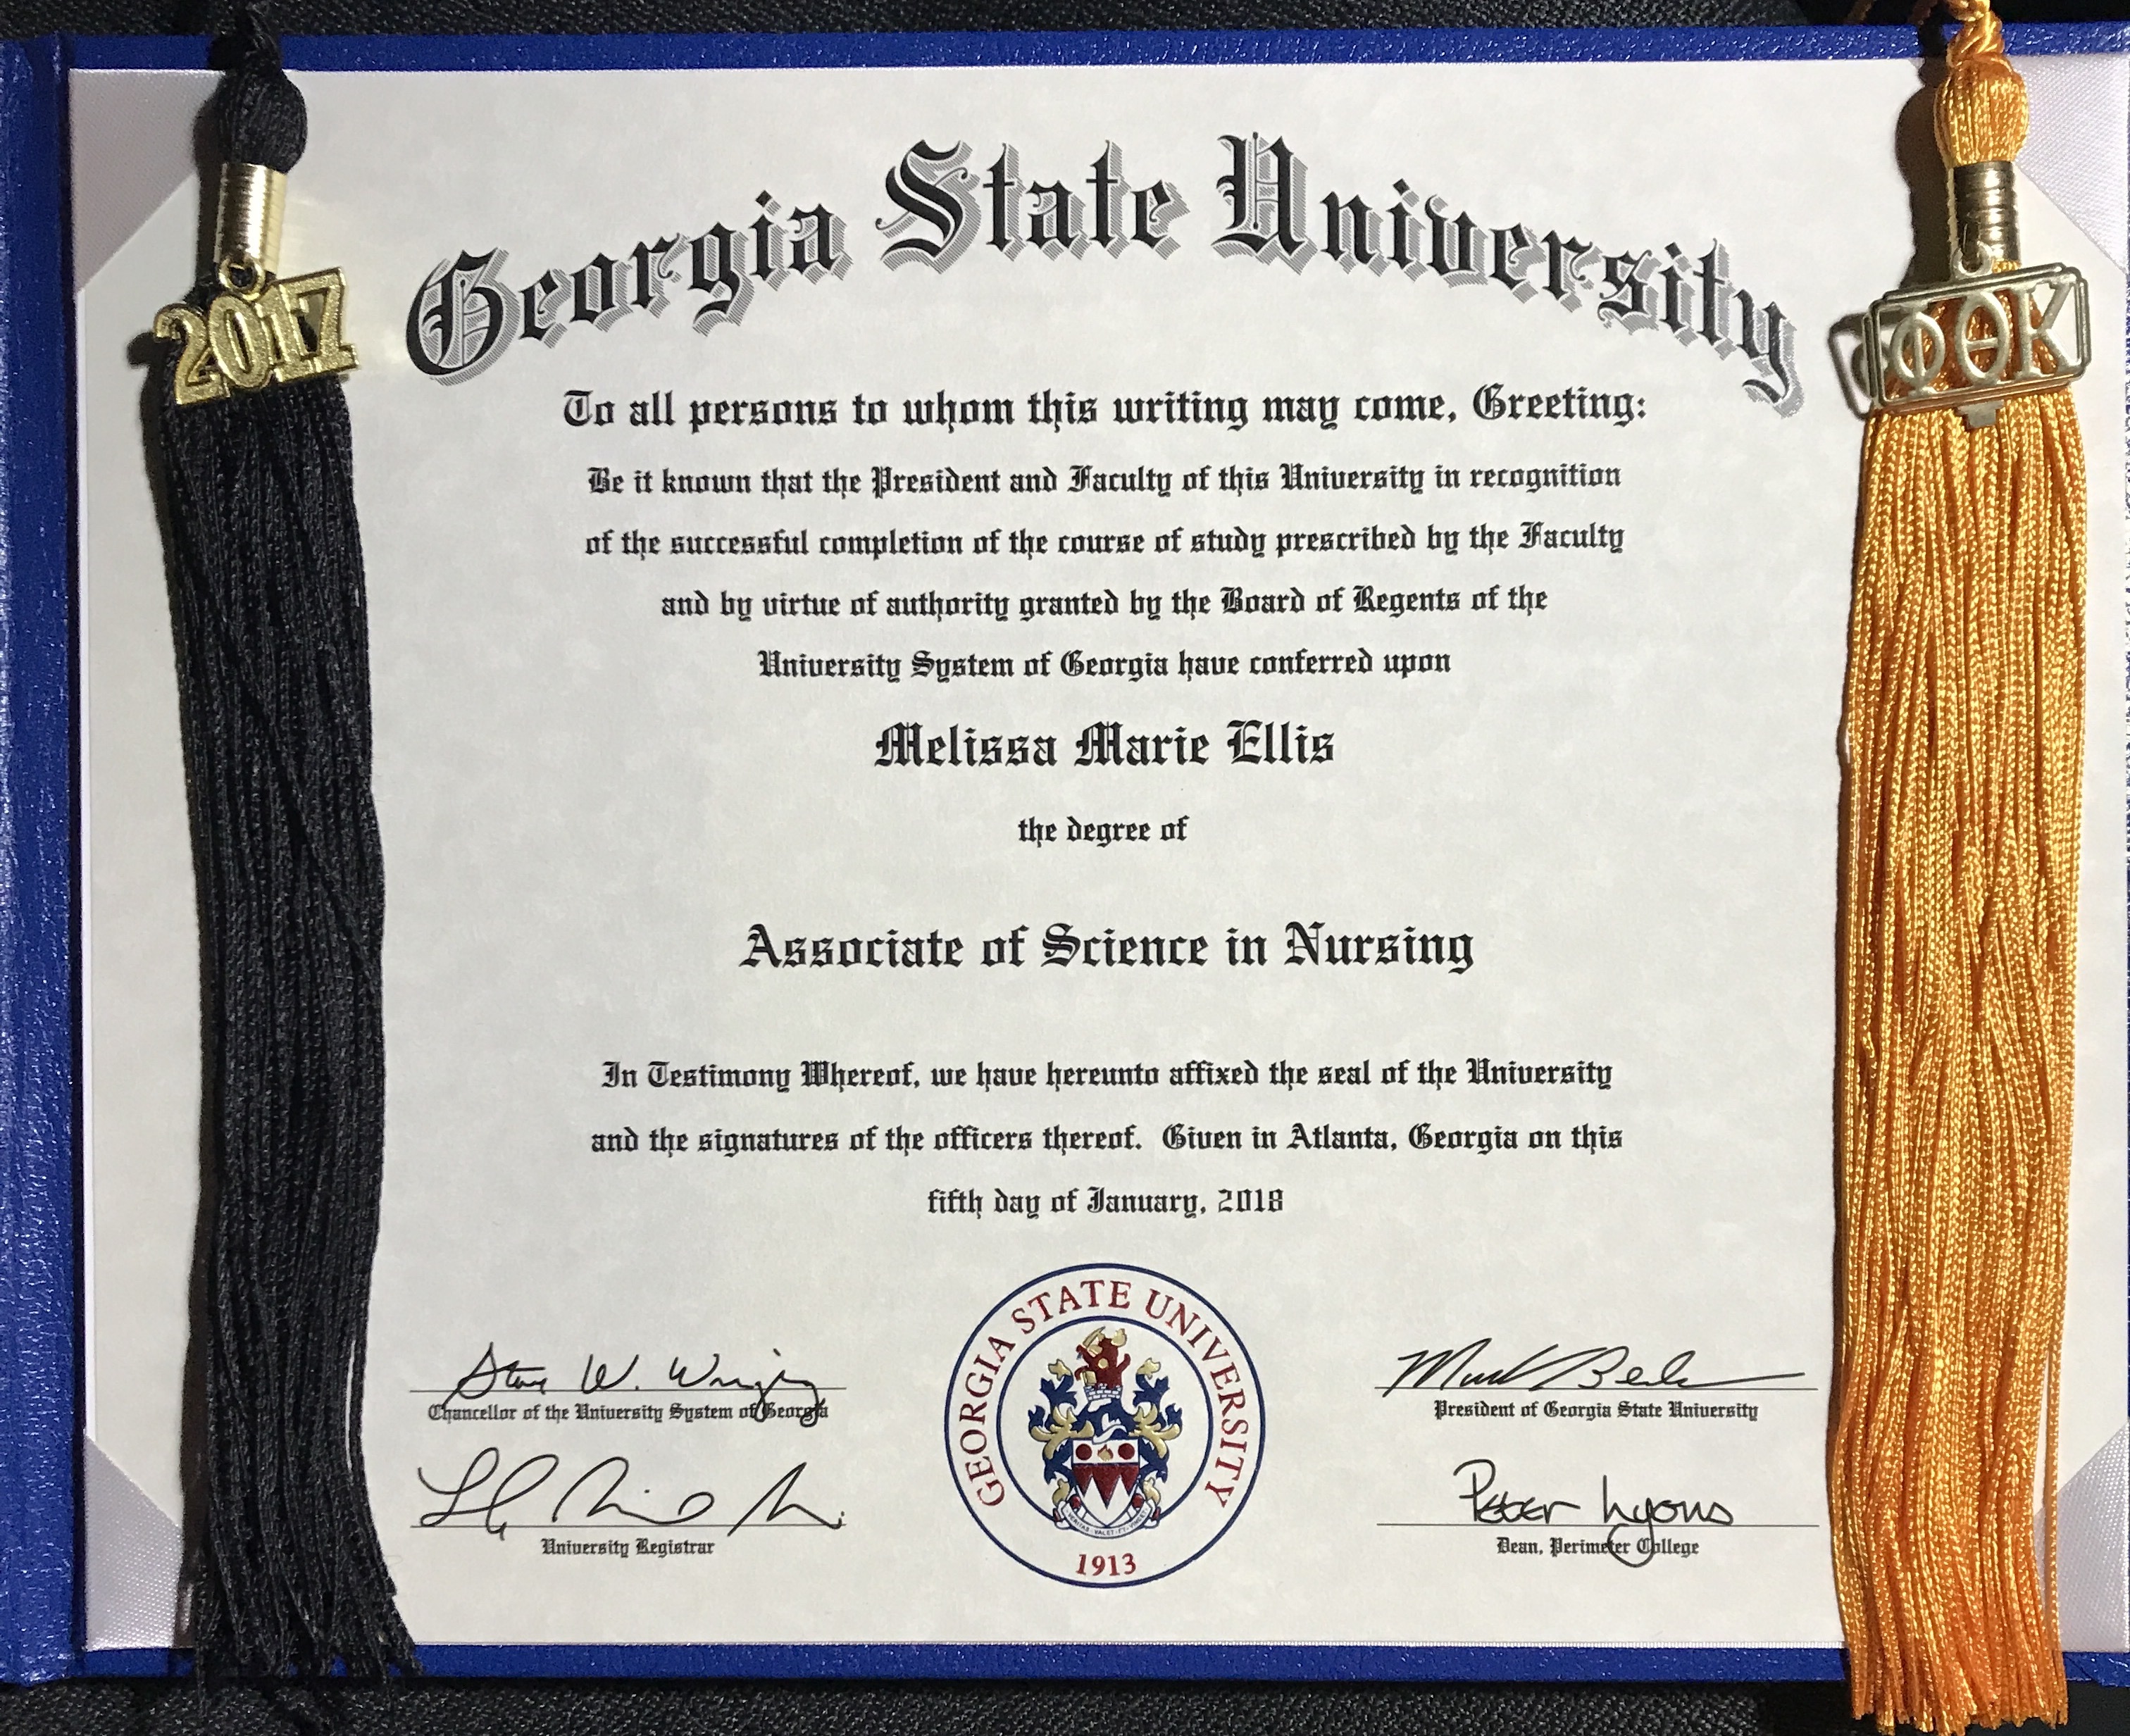 Georgia State University
2017
ΦΘΚ
To all persons to whom this writing may come, Greeting:
Be it known that the President and Faculty of this University in recognition
of the successful completion of the course of study prescribed by the Faculty
and by virtue of authority granted by the Board of Regents of the
University System of Georgia have conferred upon
Melissa Marie Ellis
the degree of
Associate of Science in Nursing
In Testimony Whereof, we have hereunto affixed the seal of the University
and the signatures of the officers thereof. Given in Atlanta, Georgia on this
fifth day of January, 2018
GEORGIA STATE UNIVERSITY
1913
Chancellor of the University System of Georgia
President of Georgia State University
University Registrar
Peter Lyons
Dean, Perimeter College